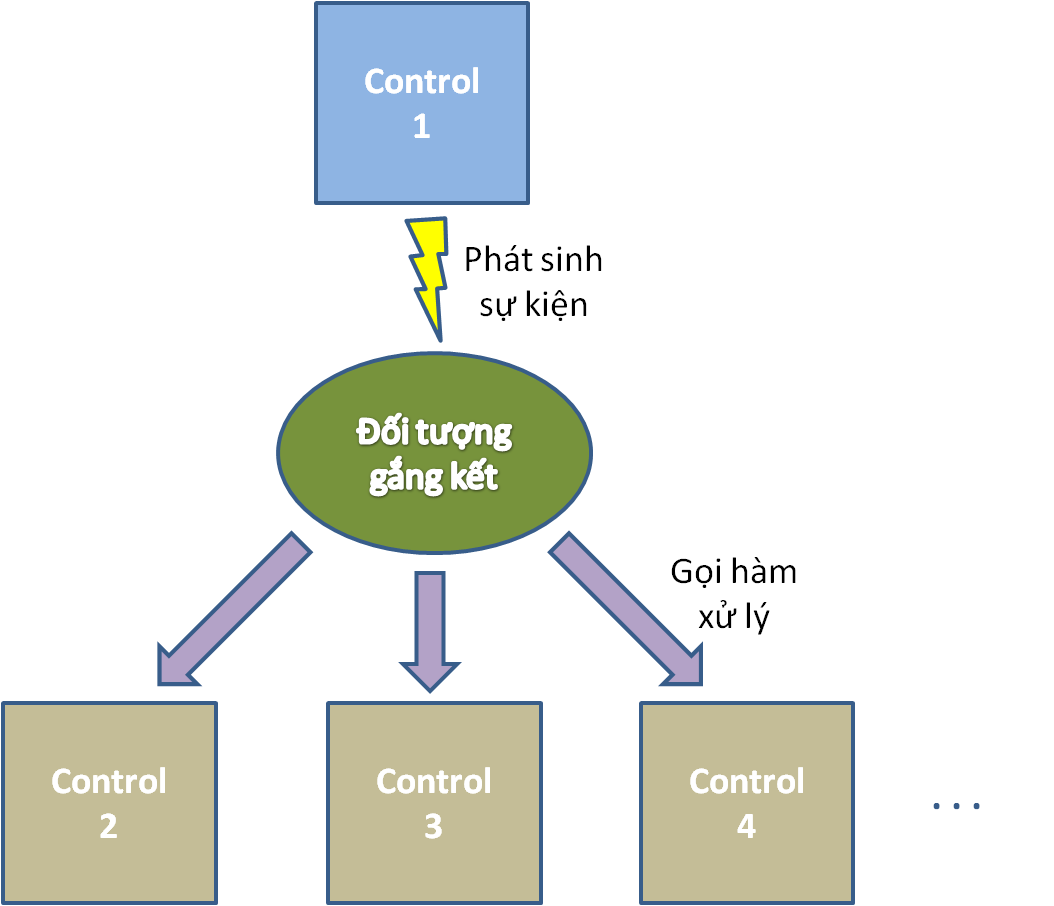 Control
1
Phát sinh
sự kiện
Đối tượng
gắng kết
Gọi hàm
xử lý
Control
2
Control
3
Control
4
...